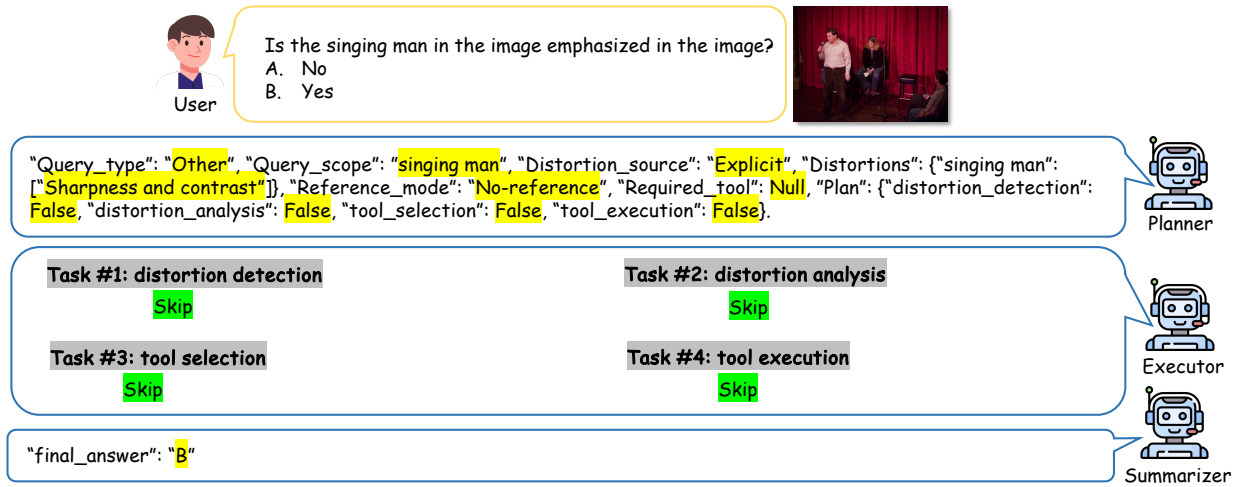 Is the singing man in the image emphasized in the image?
A. No
B. Yes
User
“Query_type”: “Other”, “Query_scope”: “singing man”, “Distortion_source”: “Explicit”, “Distortions”: {“singing man”:
[“Sharpness and contrast”]}, “Reference_mode”: “No-reference”, “Required_tool”: Null, "Plan”: {“distortion_detection”:
False, “distortion_analysis”: False, “tool_selection”: False, “tool_execution”: False}.
Planner
Task #1: distortion detection
Skip
Task #2: distortion analysis
Skip
Task #3: tool selection
Skip
Task #4: tool execution
Skip
Executor
“final_answer”: “B”
Summarizer